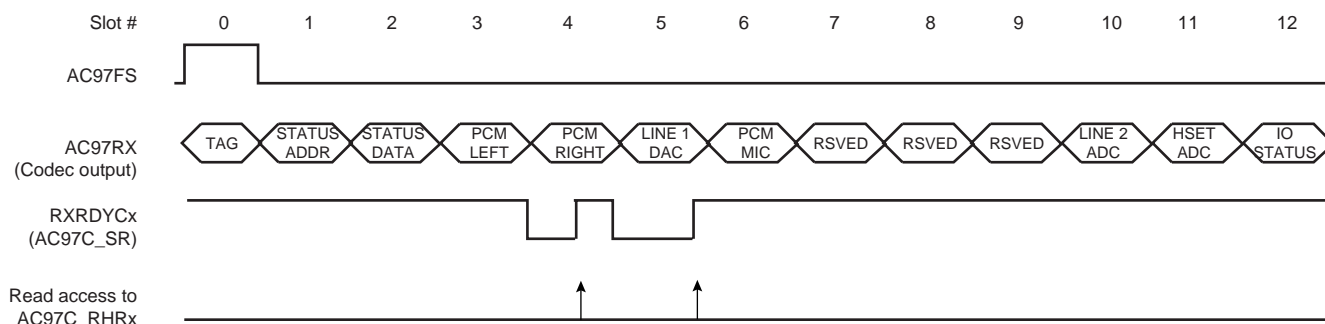 Slot # 0 1 2 3 4 5 6 7 8 9 10 11 12
AC97FS
AC97RX
(Codec output)
TAG
STATUS
ADDR
STATUS
DATA
PCM
LEFT
PCM
RIGHT
LINE 1
DAC
PCM
MIC
RSVED
RSVED
RSVED
LINE 2
ADC
HSET
ADC
IO
STATUS
RXRDYCx
(AC97C_SR)
Read access to
AC97C_RHRx